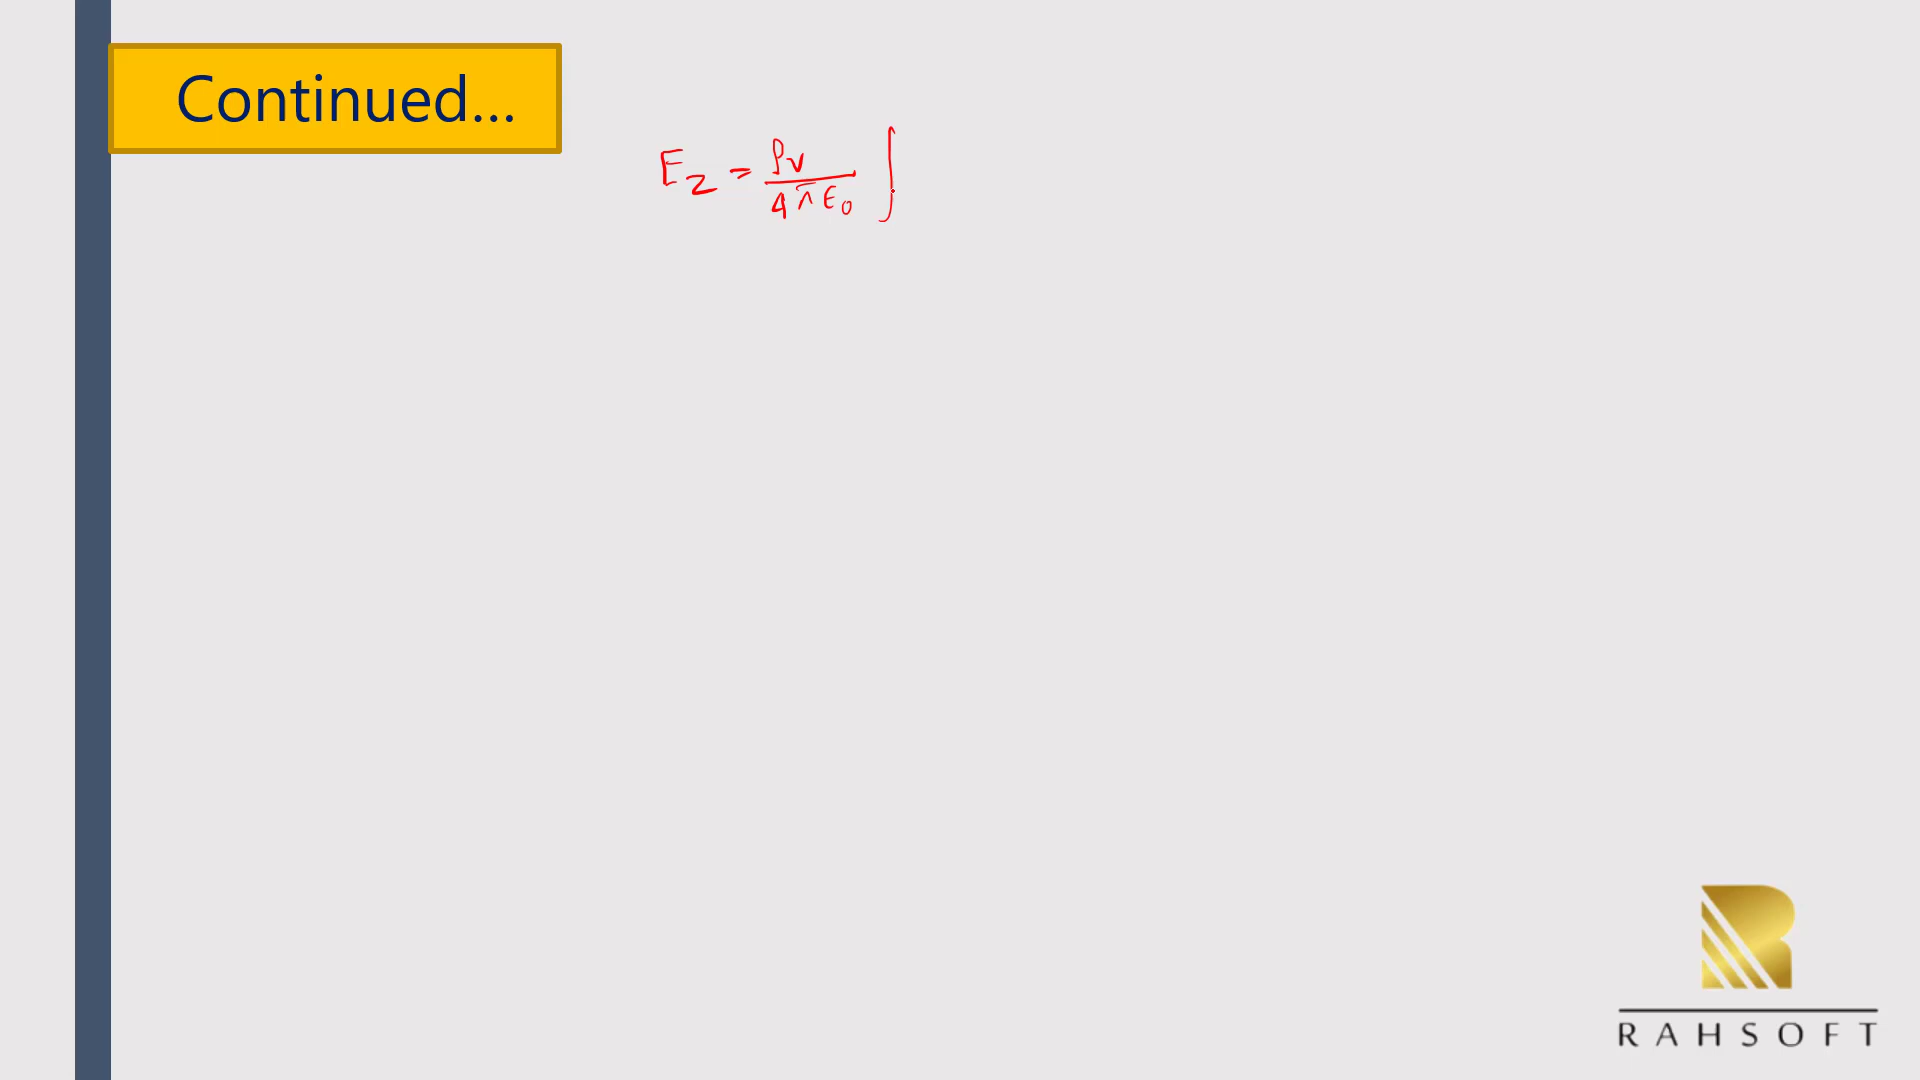 Continued...
E_z = ρv / 4πε₀ ∫
RAHSOFT